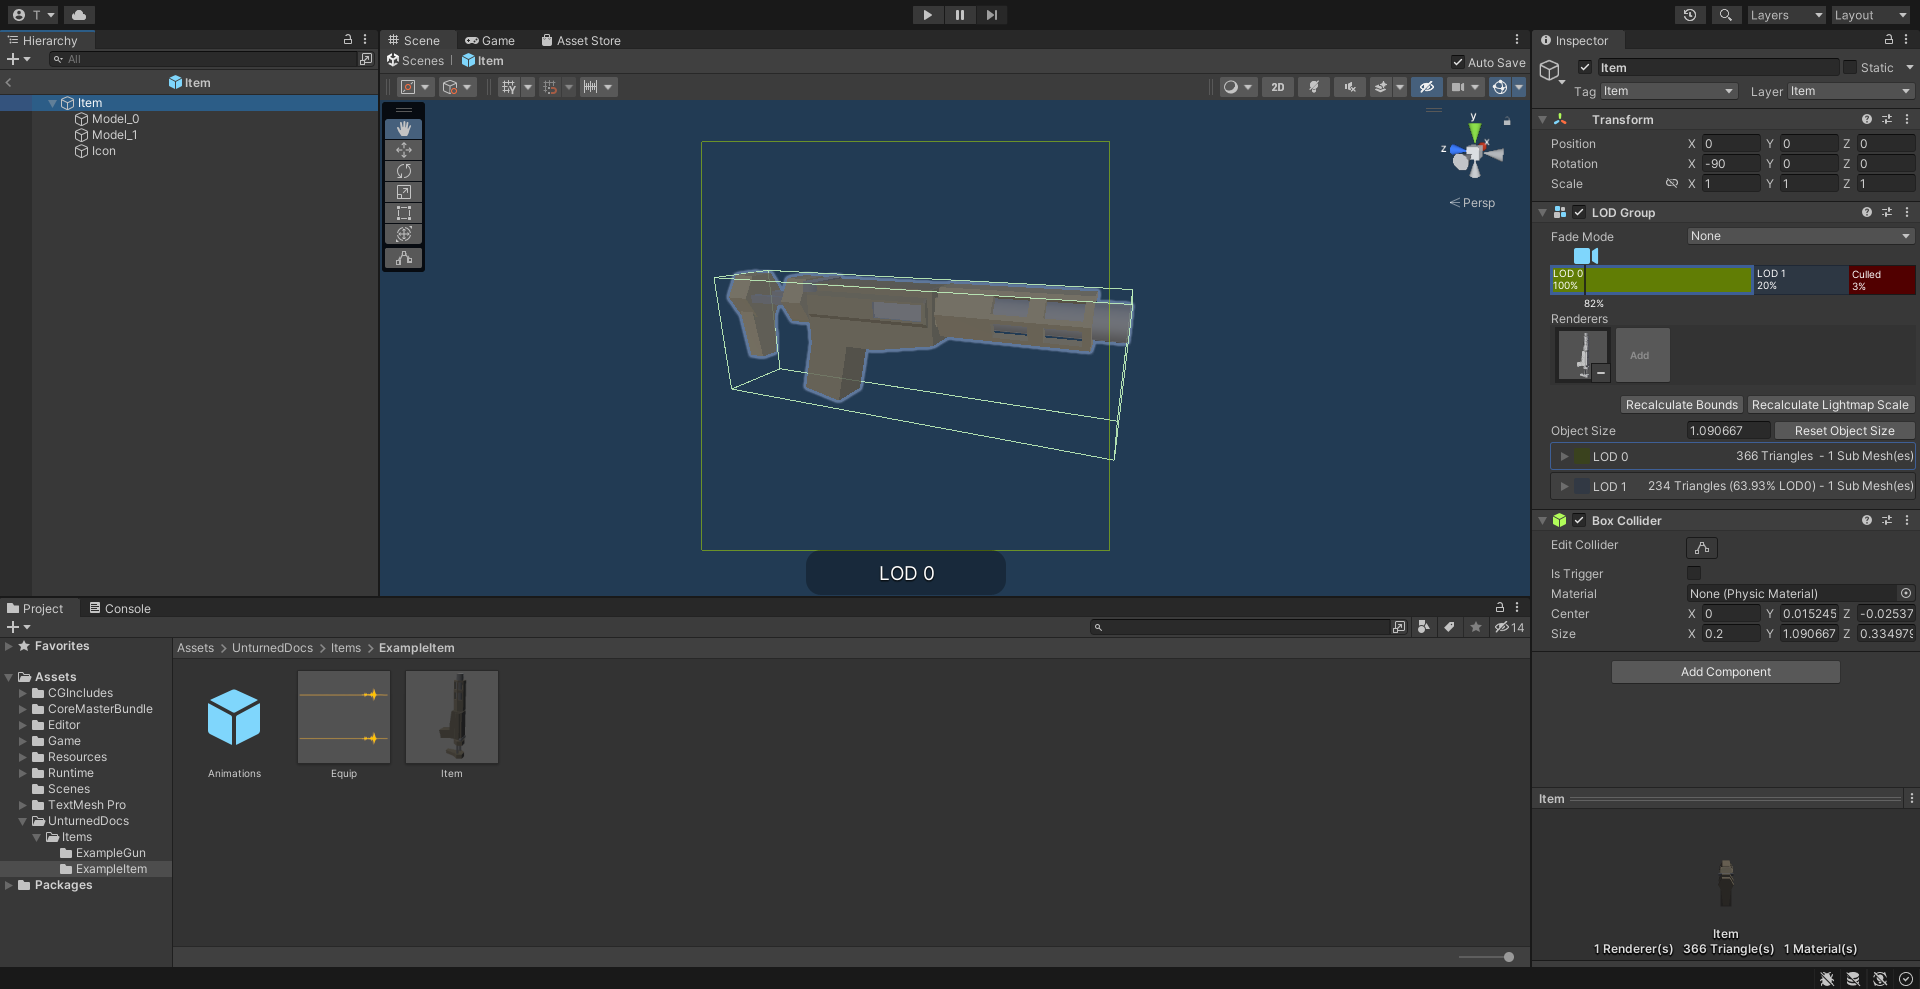 T
Layers
Layout
Hierarchy
All
Item
Item
Model_0
Model_1
Icon
Scene
Game
Asset Store
Scenes
Item
Auto Save
2D
y
x
z
Persp
LOD 0
Inspector
Item
Static
Tag Item
Layer Item
Transform
Position X 0 Y 0 Z 0
Rotation X -90 Y 0 Z 0
Scale X 1 Y 1 Z 1
LOD Group
Fade Mode None
LOD 0
100%
LOD 1
20%
Culled
3%
82%
Renderers
Add
Recalculate Bounds
Recalculate Lightmap Scale
Object Size 1.090667 Reset Object Size
LOD 0 366 Triangles - 1 Sub Mesh(es)
LOD 1 234 Triangles (63.93% LOD0) - 1 Sub Mesh(es)
Box Collider
Edit Collider
Is Trigger
Material None (Physic Material)
Center X 0 Y 0.015245 Z -0.02537
Size X 0.2 Y 1.090667 Z 0.334979
Add Component
Item
Item
1 Renderer(s) 366 Triangle(s) 1 Material(s)
Project
Console
14
Favorites
Assets
CGIncludes
CoreMasterBundle
Editor
Game
Resources
Runtime
Scenes
TextMesh Pro
UnturnedDocs
Items
ExampleGun
ExampleItem
Packages
Assets > UnturnedDocs > Items > ExampleItem
Animations
Equip
Item